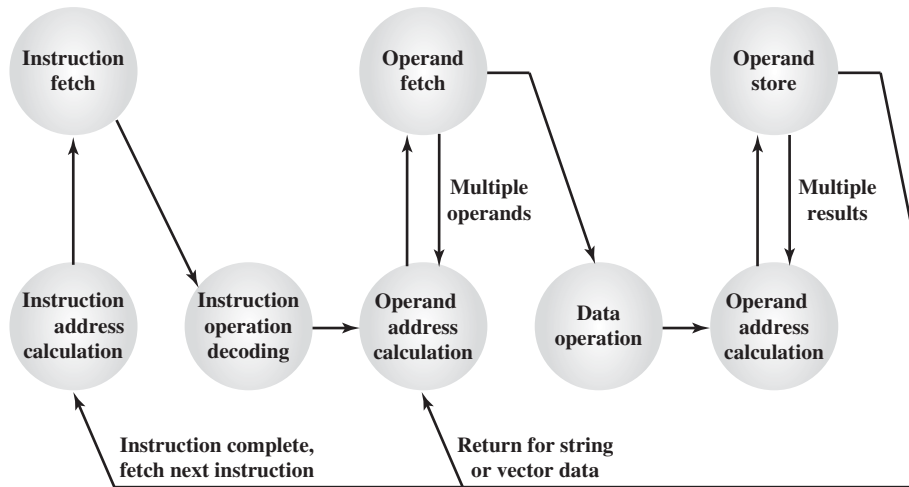 Instruction
fetch
Operand
fetch
Operand
store
Multiple
operands
Multiple
results
Instruction
address
calculation
Instruction
operation
decoding
Operand
address
calculation
Data
operation
Operand
address
calculation
Instruction complete,
fetch next instruction
Return for string
or vector data